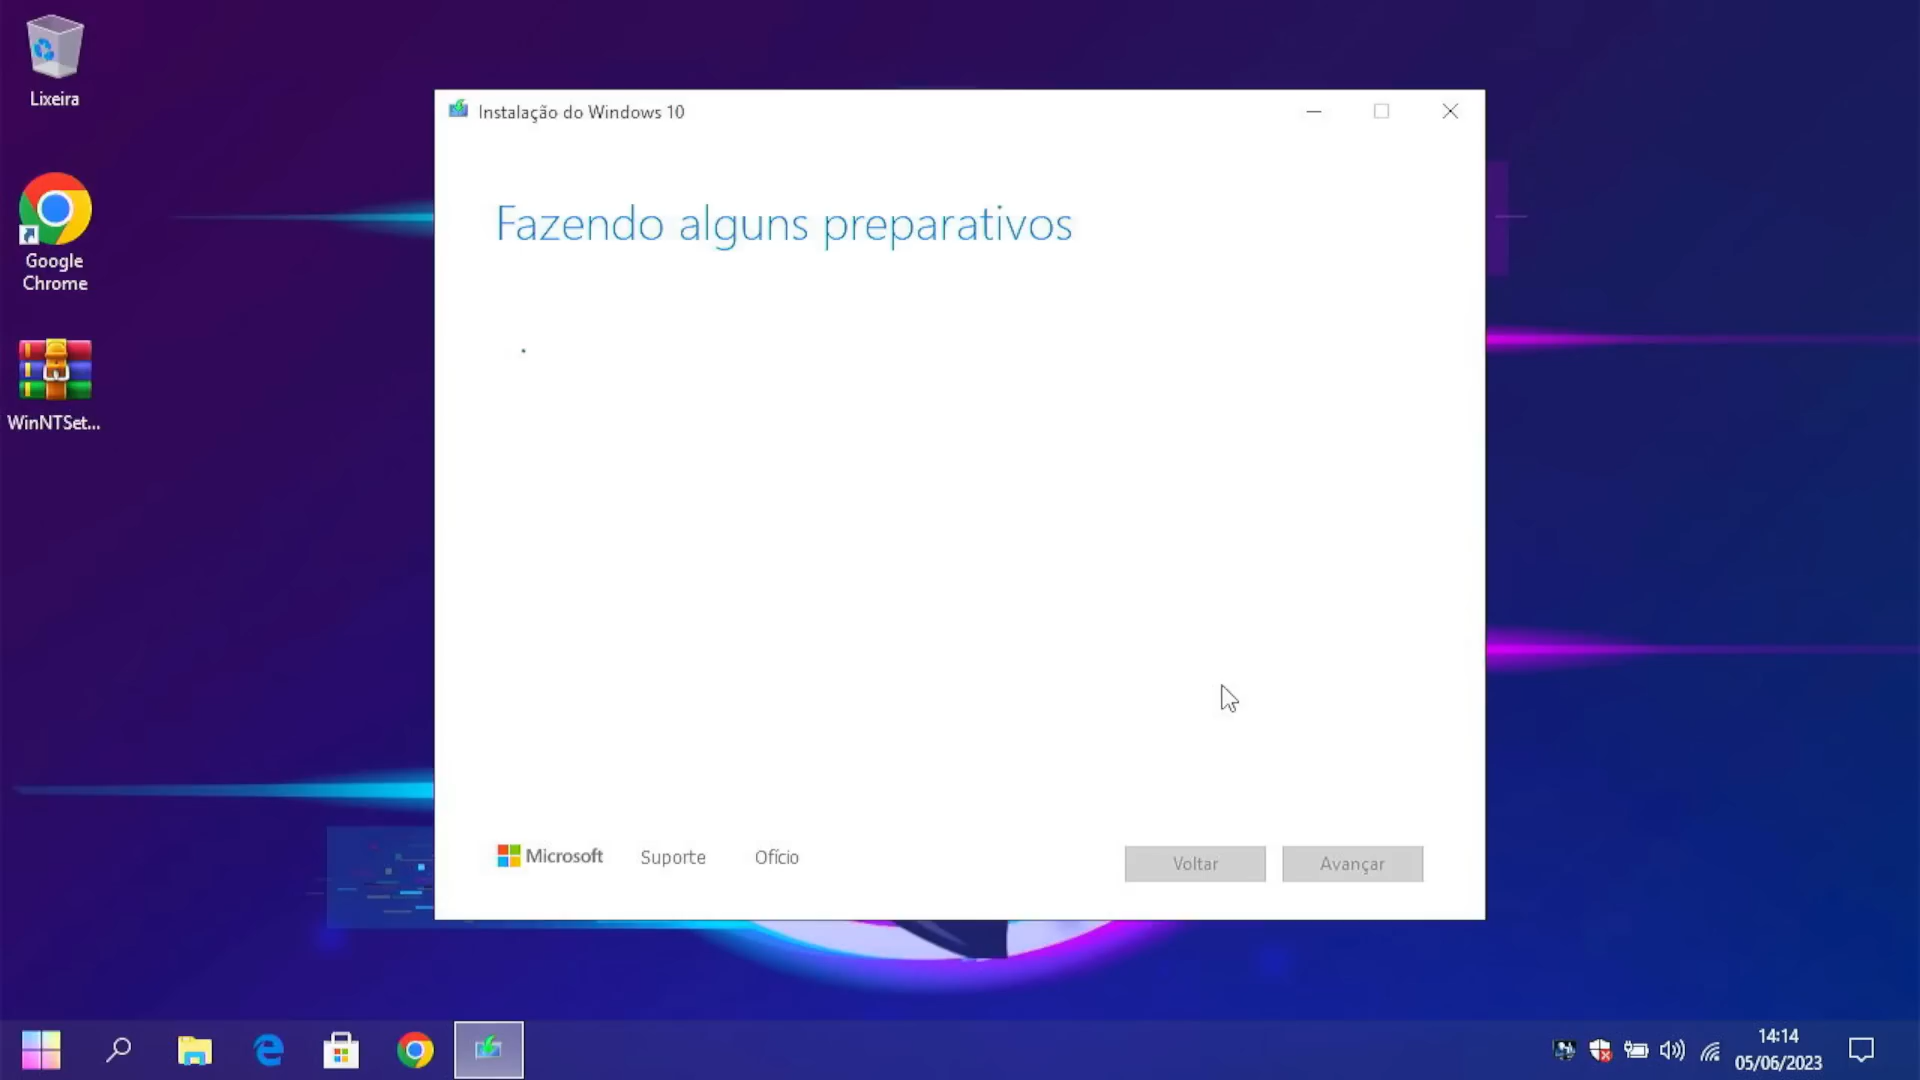 Lixeira
Google
Chrome
WinNTSet...
Instalação do Windows 10
Fazendo alguns preparativos
Microsoft
Suporte
Ofício
Voltar
Avançar
14:14
05/06/2023